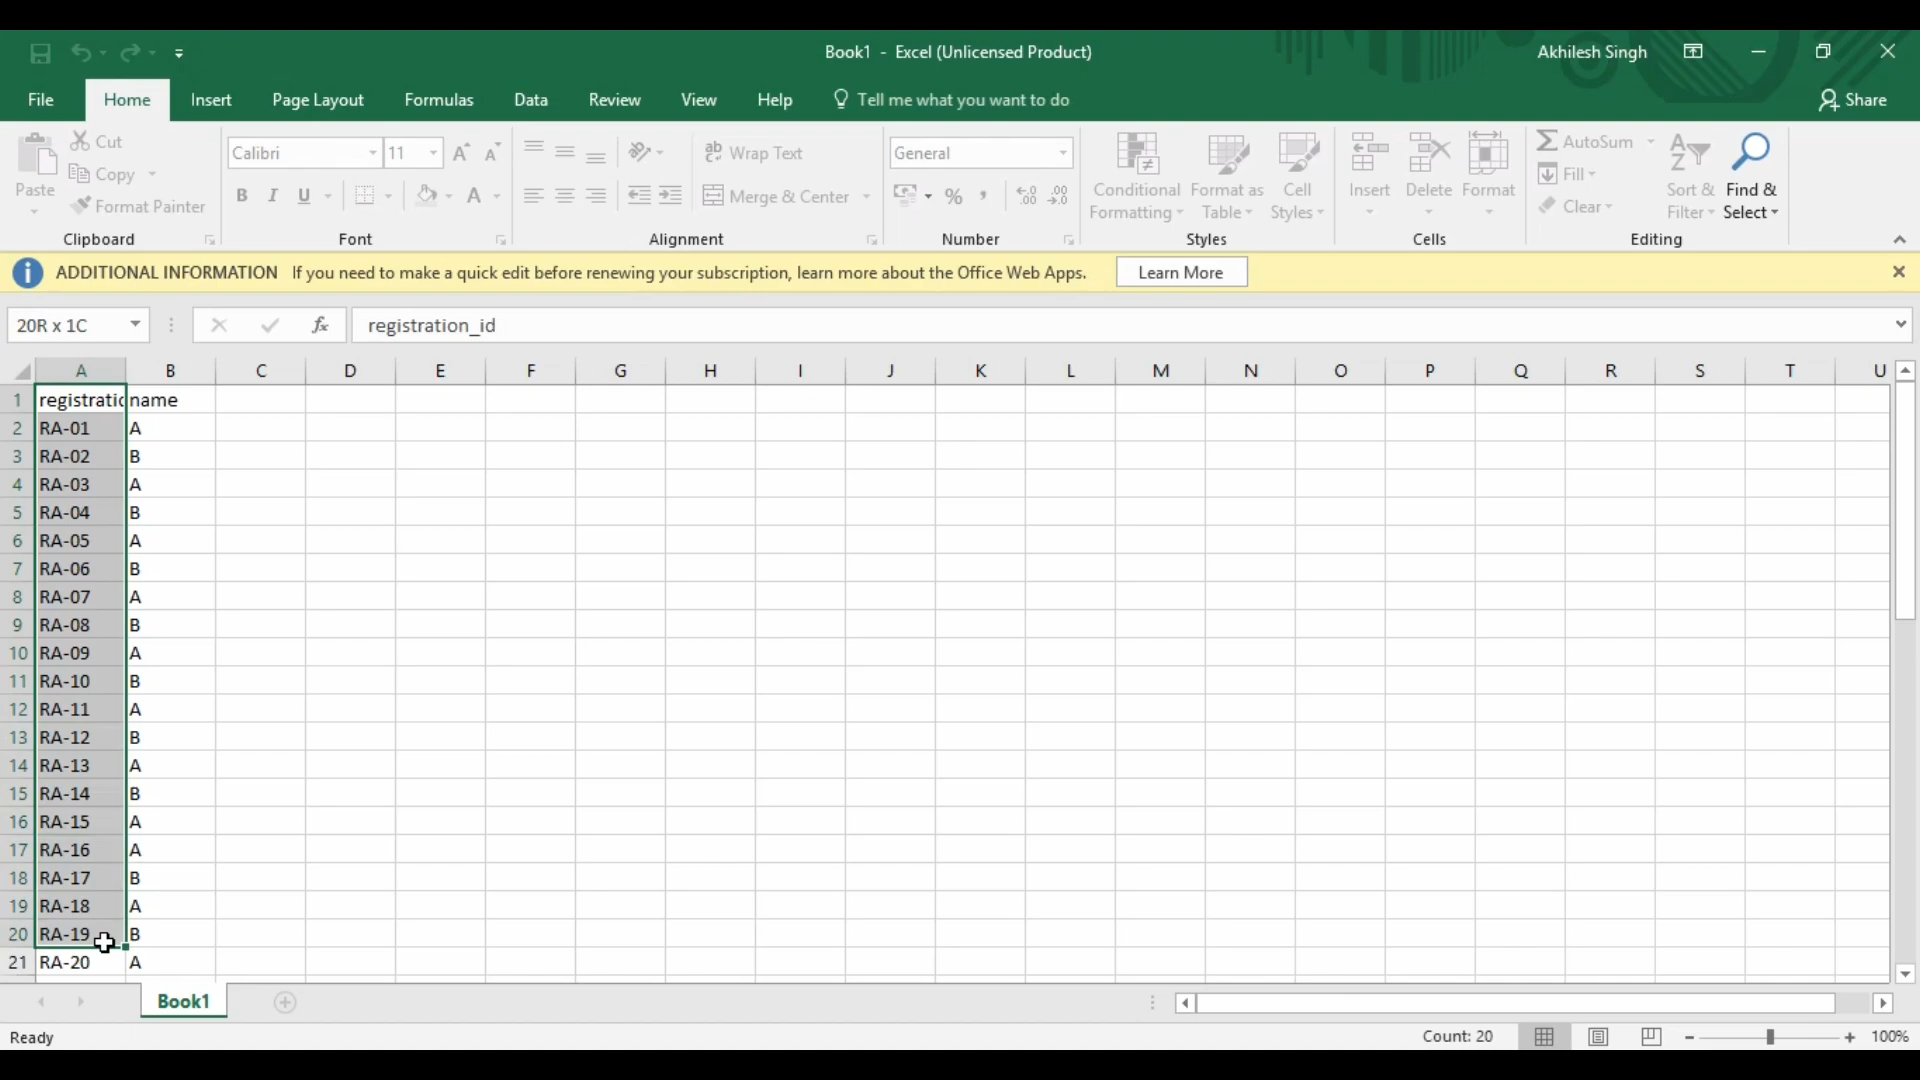 Book1 - Excel (Unlicensed Product)
Akhilesh Singh
File Home Insert Page Layout Formulas Data Review View Help Tell me what you want to do Share
Paste
Cut
Copy
Format Painter
Clipboard
Calibri 11
B I U A
Font
ab Wrap Text
Merge & Center
Alignment
General
%
Number
Conditional Formatting
Format as Table
Cell Styles
Styles
Insert
Delete
Format
Cells
AutoSum
Fill
Clear
Sort & Filter
Find & Select
Editing
ADDITIONAL INFORMATION If you need to make a quick edit before renewing your subscription, learn more about the Office Web Apps. Learn More
20R x 1C fx registration_id
A B C D E F G H I J K L M N O P Q R S T U
1 registratic name
2 RA-01 A
3 RA-02 B
4 RA-03 A
5 RA-04 B
6 RA-05 A
7 RA-06 B
8 RA-07 A
9 RA-08 B
10 RA-09 A
11 RA-10 B
12 RA-11 A
13 RA-12 B
14 RA-13 A
15 RA-14 B
16 RA-15 A
17 RA-16 A
18 RA-17 B
19 RA-18 A
20 RA-19 B
21 RA-20 A
Book1
Ready
Count: 20
100%